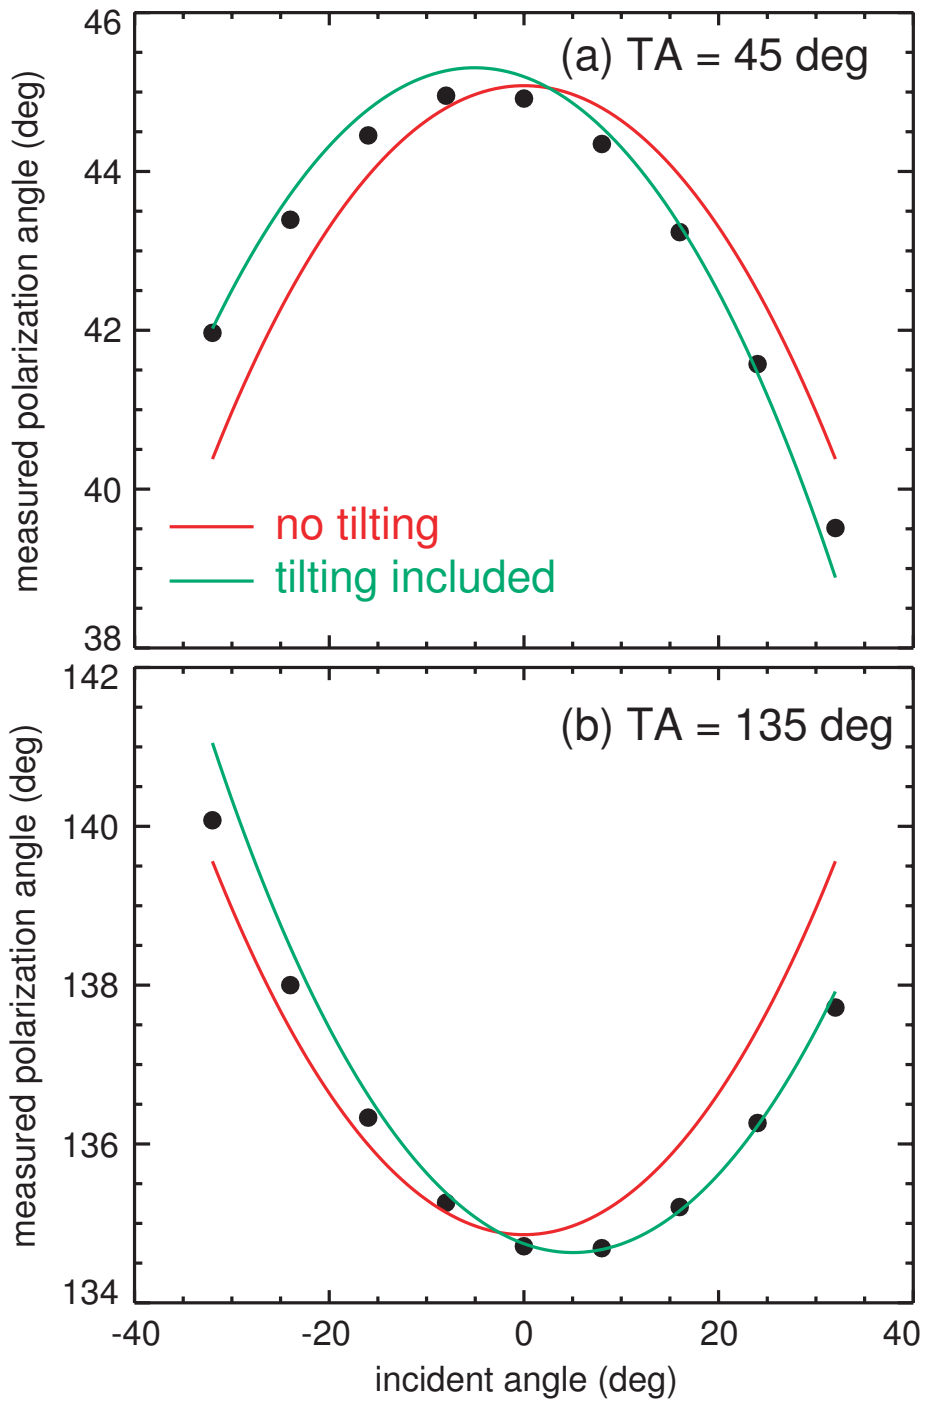 46
44
42
40
38
measured polarization angle (deg)
(a) TA = 45 deg
no tilting
tilting included
142
140
138
136
134
measured polarization angle (deg)
(b) TA = 135 deg
-40 -20 0 20 40
incident angle (deg)